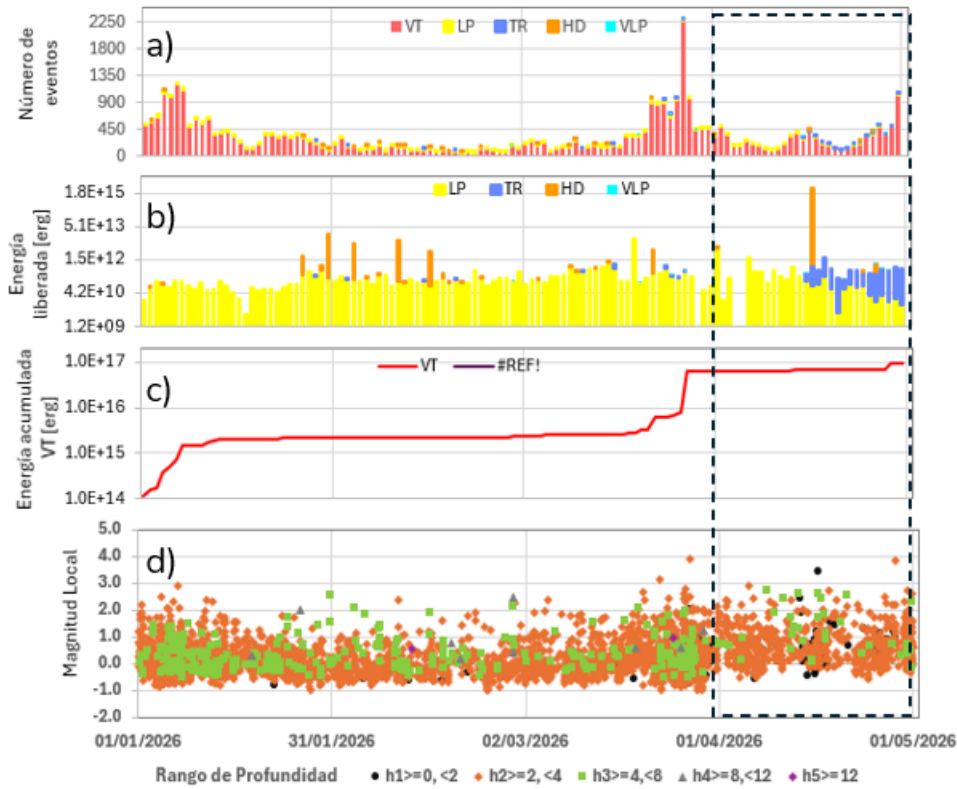 a)
Número de
eventos
2250
1800
1350
900
450
0
VT LP TR HD VLP
b)
Energía
liberada [erg]
1.8E+15
5.1E+13
1.5E+12
4.2E+10
1.2E+09
LP TR HD VLP
c)
Energía acumulada
VT [erg]
1.0E+17
1.0E+16
1.0E+15
1.0E+14
VT #REF!
d)
Magnitud Local
5.0
4.0
3.0
2.0
1.0
0.0
-1.0
-2.0
01/01/2026 31/01/2026 02/03/2026 01/04/2026 01/05/2026
Rango de Profundidad h1>=0, <2 h2>=2, <4 h3>=4,<8 h4>=8,<12 h5>=12